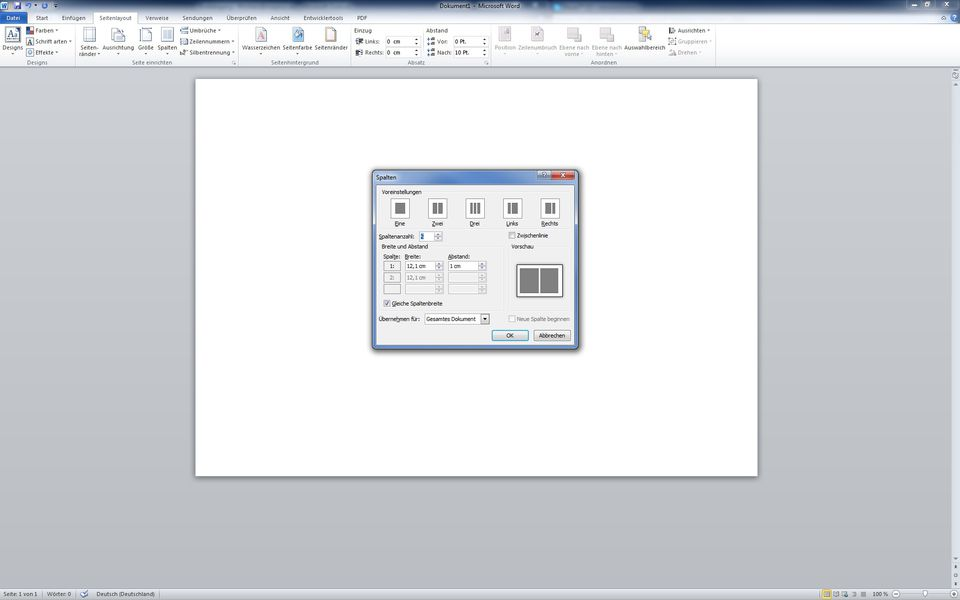 Dokument1 - Microsoft Word
Datei Start Einfügen Seitenlayout Verweise Sendungen Überprüfen Ansicht Entwicklertools PDF
Designs
Farben
Schrift arten
Effekte
Designs
Seiten-
ränder
Ausrichtung
Größe
Spalten
Umbrüche
Zeilennummern
Silbentrennung
Seite einrichten
Wasserzeichen
Seitenfarbe
Seitenränder
Seitenhintergrund
Einzug
Links: 0 cm
Rechts: 0 cm
Abstand
Vor: 0 Pt.
Nach: 10 Pt.
Absatz
Position
Zeilenumbruch
Ebene nach
vorne
Ebene nach
hinten
Auswahlbereich
Ausrichten
Gruppieren
Drehen
Anordnen
Spalten
Voreinstellungen
Eine Zwei Drei Links Rechts
Spaltenanzahl: 2
Zwischenlinie
Breite und Abstand
Vorschau
Spalte: Breite: Abstand:
1: 12,1 cm 1 cm
2: 12,1 cm
Gleiche Spaltenbreite
Übernehmen für: Gesamtes Dokument
Neue Spalte beginnen
OK Abbrechen
Seite: 1 von 1 Wörter: 0 Deutsch (Deutschland) 100 %